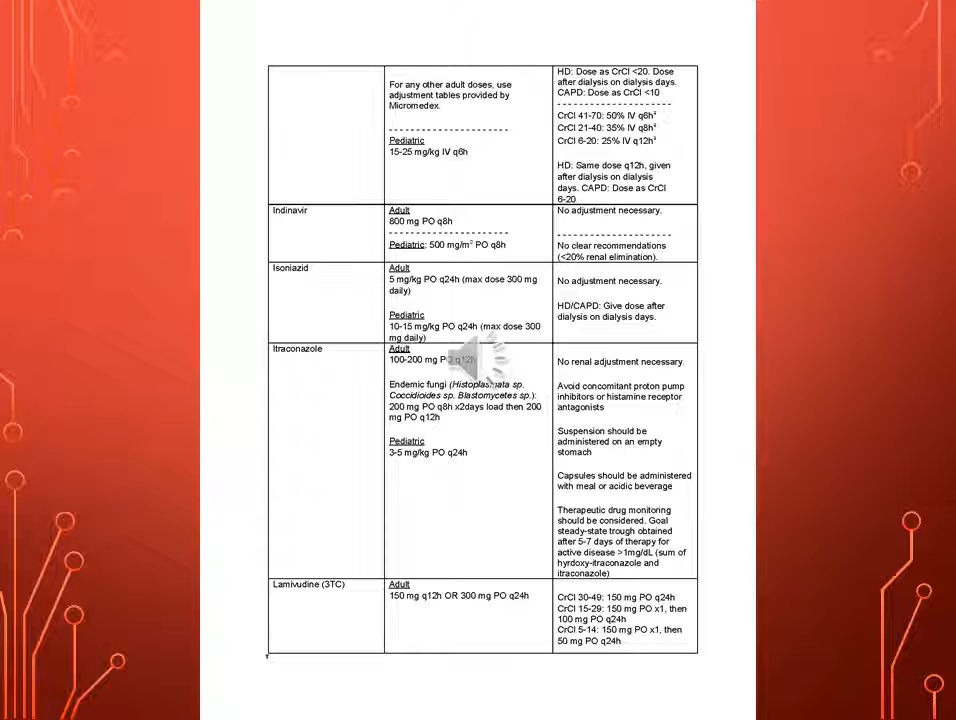 For any other adult doses, use
adjustment tables provided by
Micromedex.
- - - - - - - - - - - - - - - - - - - - - -
Pediatric
15-25 mg/kg IV q6h
HD: Dose as CrCl <20. Dose
after dialysis on dialysis days.
CAPD: Dose as CrCl <10
- - - - - - - - - - - - - - - - - - - - -
CrCl 41-70: 50% IV q6h
CrCl 21-40: 35% IV q8h
CrCl 6-20: 25% IV q12h
HD: Same dose q12h, given
after dialysis on dialysis
days. CAPD: Dose as CrCl
6-20
Indinavir
Adult
800 mg PO q8h
- - - - - - - - - - - - - - - - - - - - - -
Pediatric: 500 mg/m² PO q8h
No adjustment necessary.
- - - - - - - - - - - - - - - - - - - - -
No clear recommendations
(<20% renal elimination).
Isoniazid
Adult
5 mg/kg PO q24h (max dose 300 mg
daily)
Pediatric
10-15 mg/kg PO q24h (max dose 300
mg daily)
No adjustment necessary.
HD/CAPD: Give dose after
dialysis on dialysis days.
Itraconazole
Adult
100-200 mg PO q12h
Endemic fungi (Histoplasmata sp.
Coccidioides sp. Blastomycetes sp.):
200 mg PO q8h x2days load then 200
mg PO q12h
Pediatric
3-5 mg/kg PO q24h
No renal adjustment necessary.
Avoid concomitant proton pump
inhibitors or histamine receptor
antagonists
Suspension should be
administered on an empty
stomach
Capsules should be administered
with meal or acidic beverage
Therapeutic drug monitoring
should be considered. Goal
steady-state trough obtained
after 5-7 days of therapy for
active disease >1mg/dL (sum of
hyrdoxy-itraconazole and
itraconazole)
Lamivudine (3TC)
Adult
150 mg q12h OR 300 mg PO q24h
CrCl 30-49: 150 mg PO q24h
CrCl 15-29: 150 mg PO x1, then
100 mg PO q24h
CrCl 5-14: 150 mg PO x1, then
50 mg PO q24h